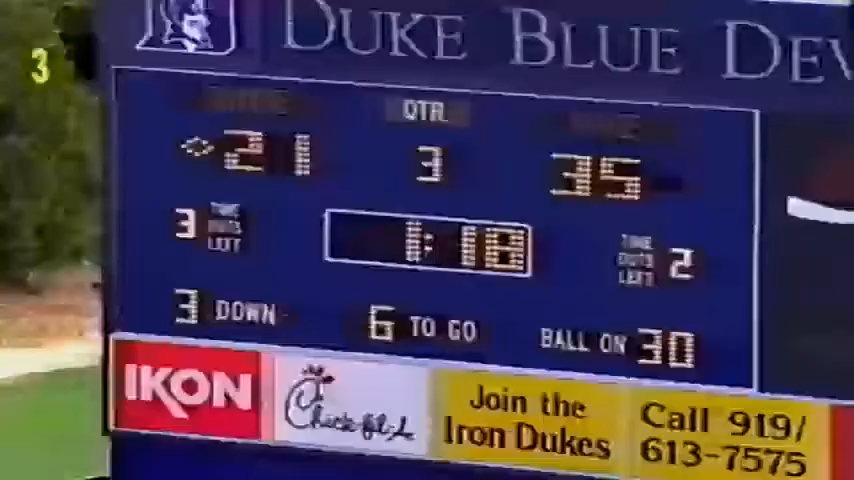 3
DUKE BLUE DEV
QTR
21 3 35
3 TIME OUTS LEFT
1:18
TIME OUTS LEFT 2
3 DOWN 6 TO GO BALL ON 30
IKON
Chick-fil-A
Join the
Iron Dukes
Call 919/
613-7575